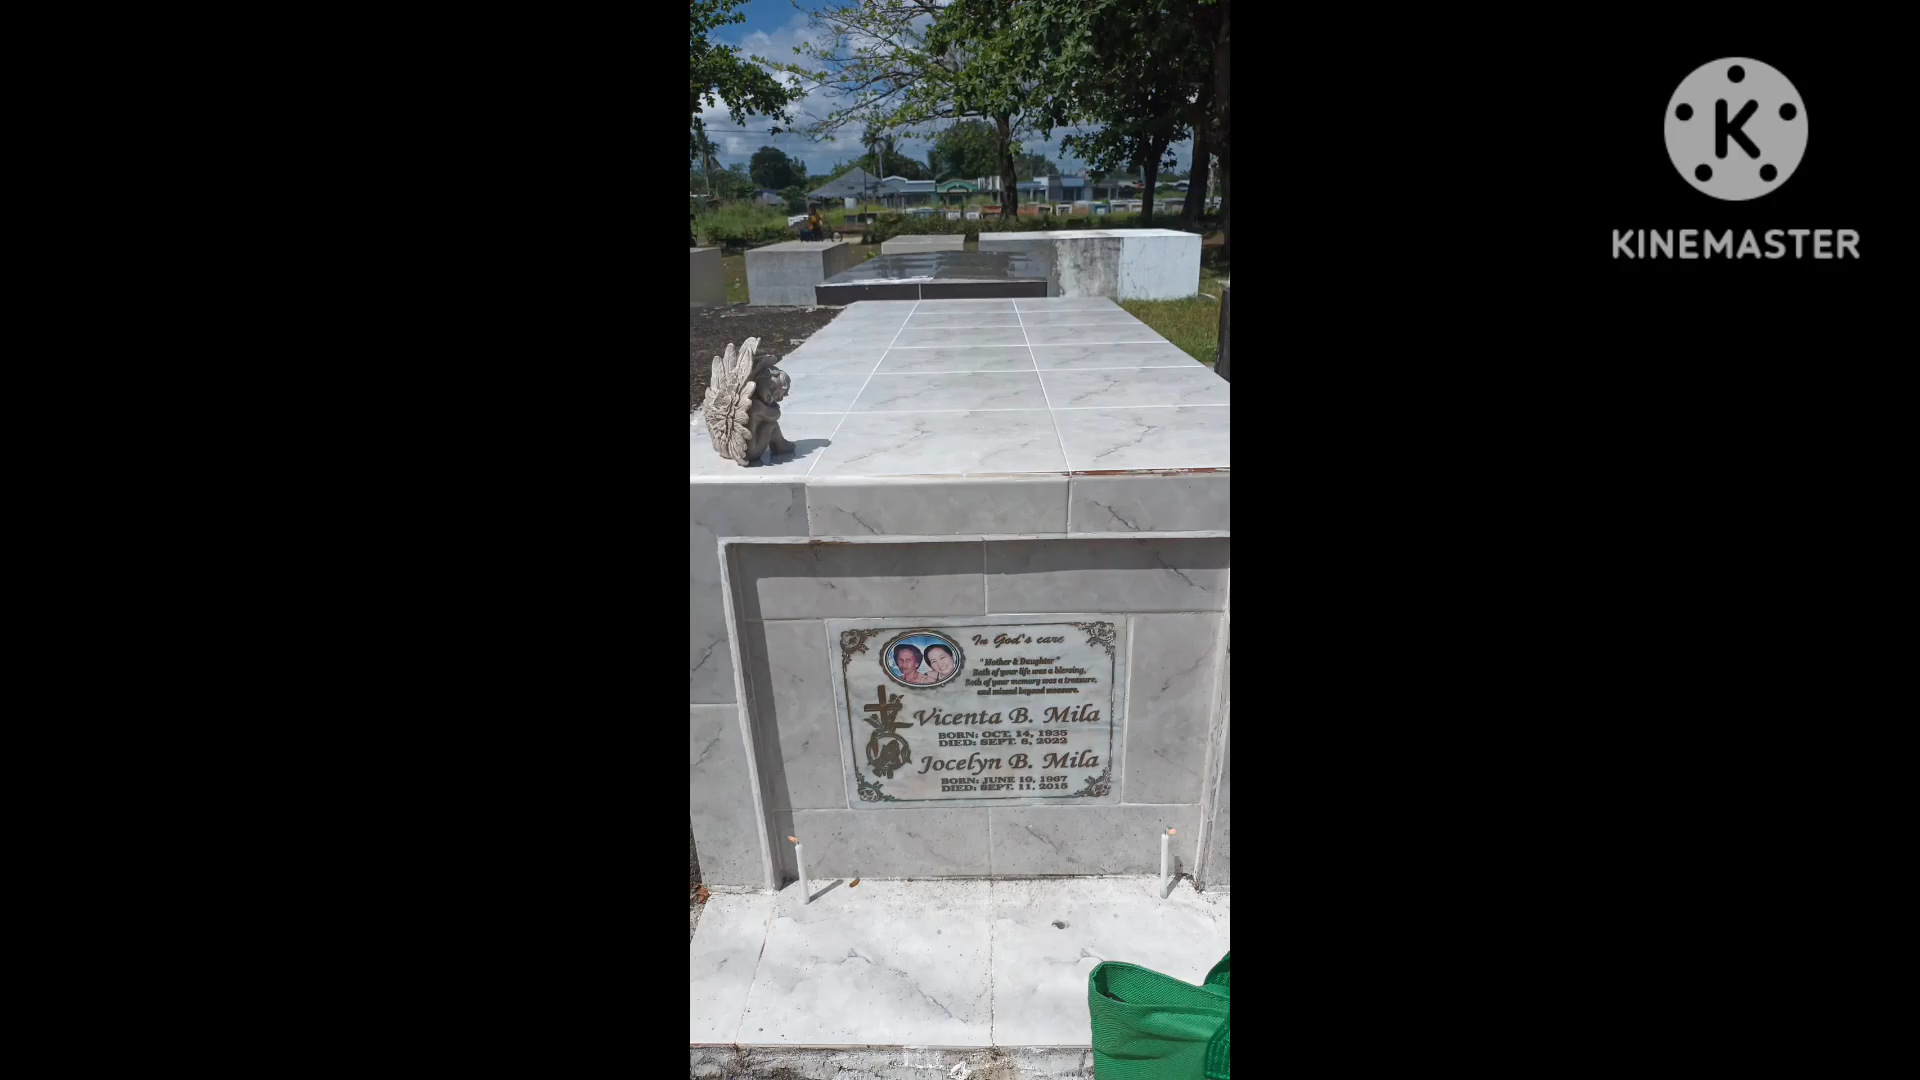 K
KINEMASTER
In God's care
"Mother & Daughter"
Both of your life was a blessing,
Both of your memory was a treasure,
and missed beyond measure.
Vicenta B. Mila
BORN: OCT. 14, 1935
DIED: SEPT. 8, 2022
Jocelyn B. Mila
BORN: JUNE 10, 1967
DIED: SEPT. 11, 2015